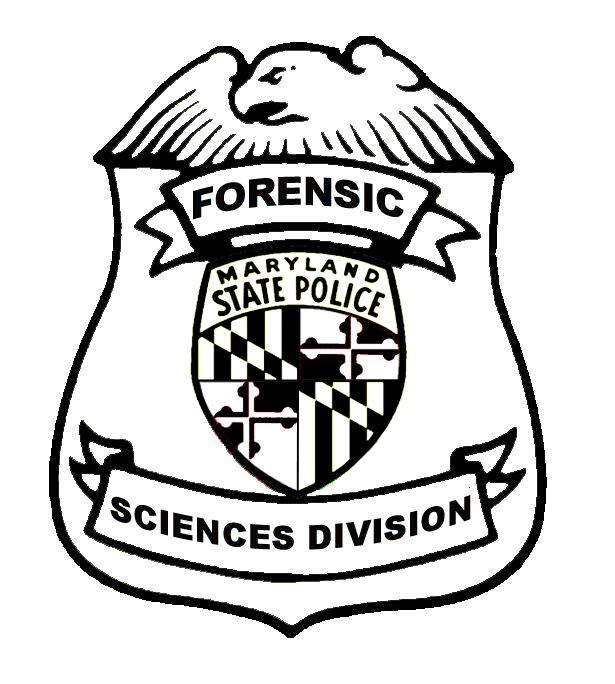 FORENSIC
MARYLAND
STATE POLICE
SCIENCES DIVISION